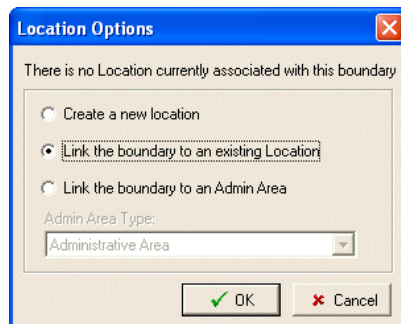 Location Options
There is no Location currently associated with this boundary
Create a new location
Link the boundary to an existing Location
Link the boundary to an Admin Area
Admin Area Type:
Administrative Area
OK Cancel